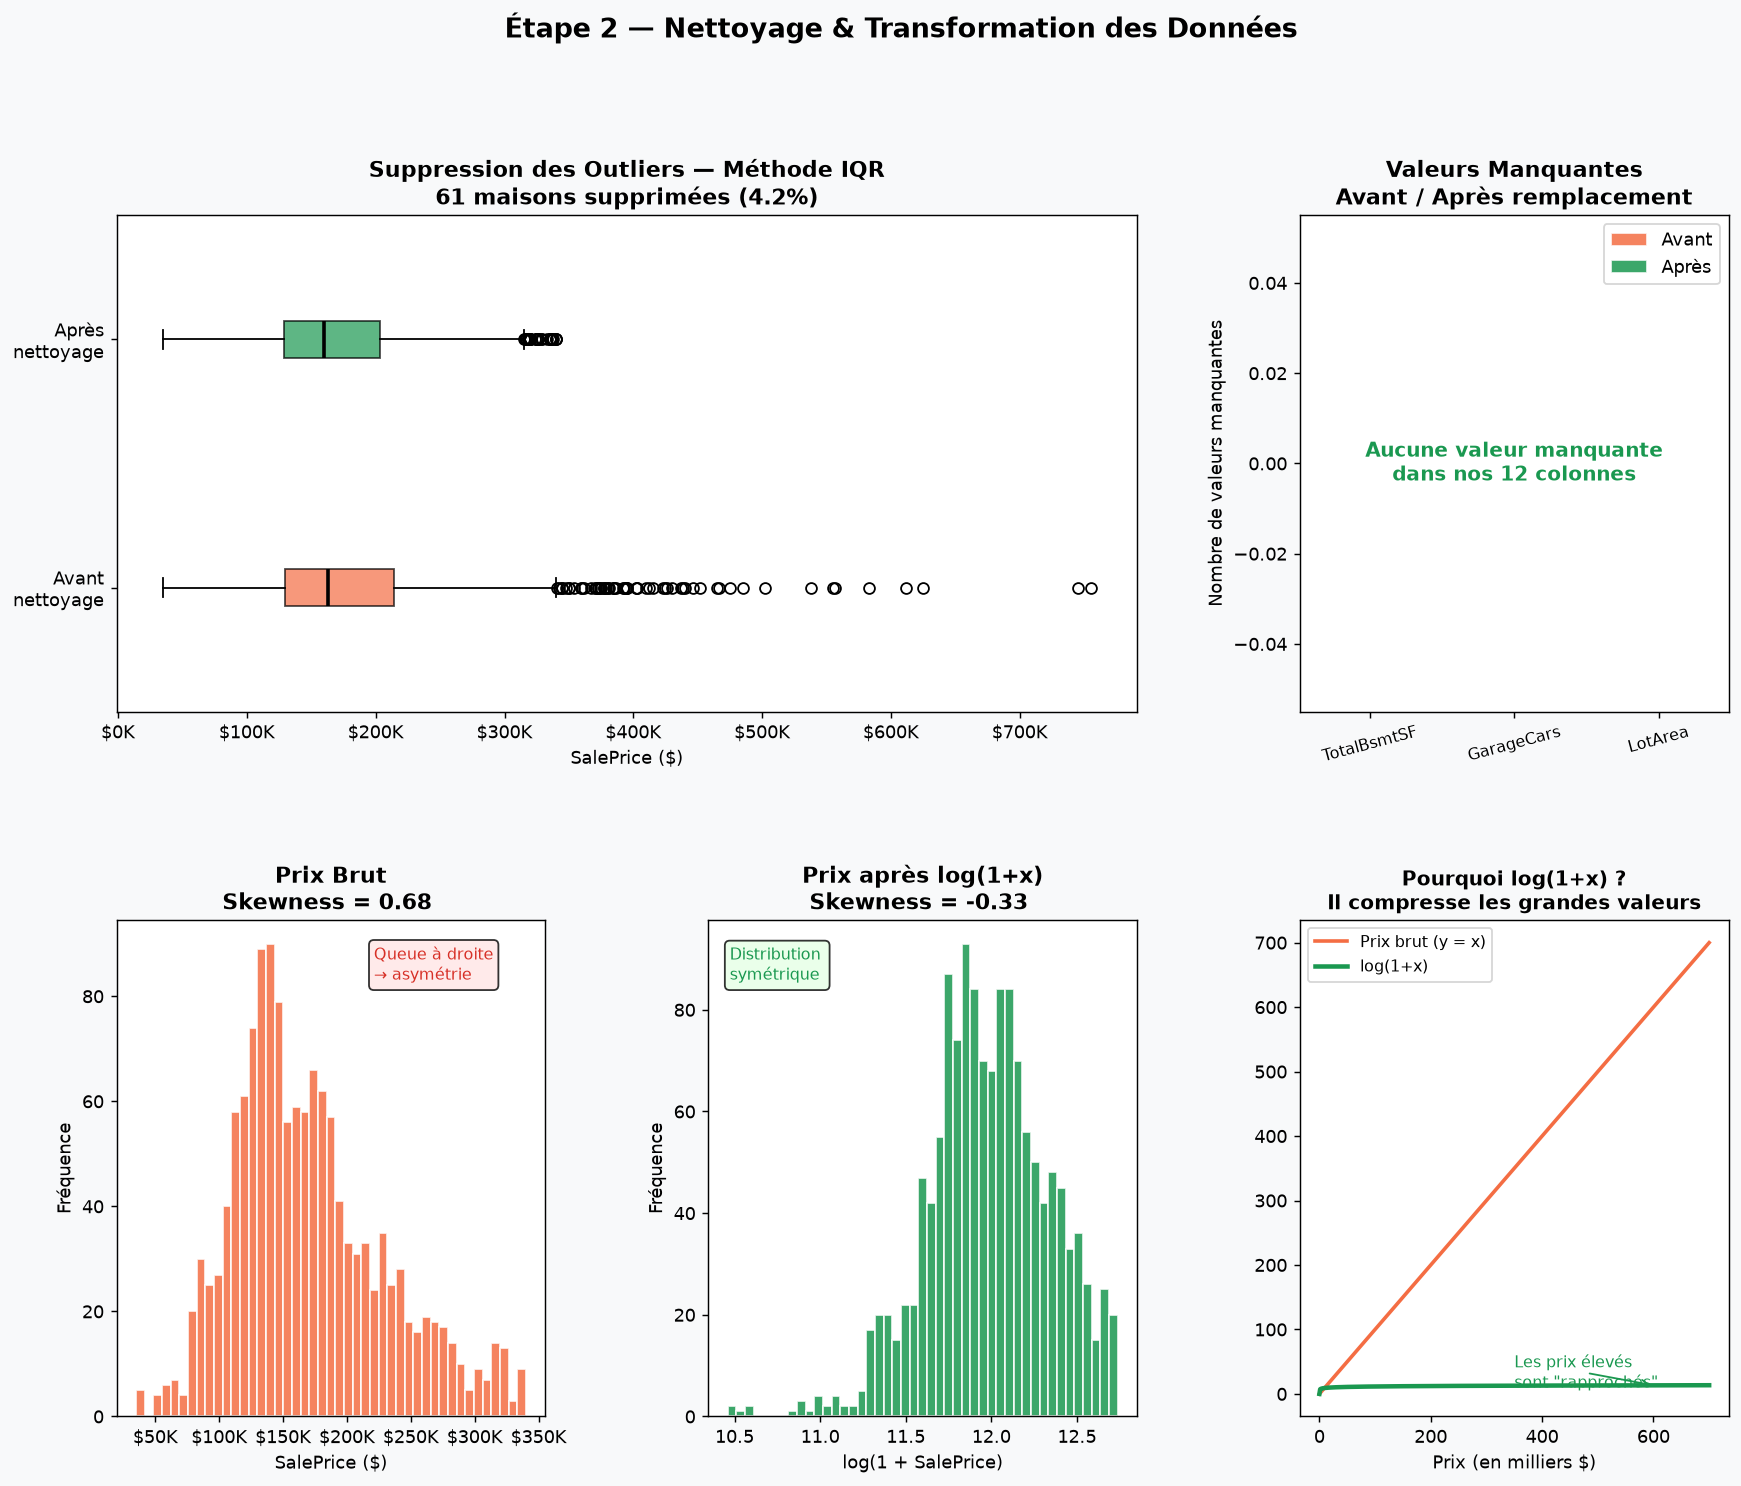 Étape 2 — Nettoyage & Transformation des Données
Suppression des Outliers — Méthode IQR
61 maisons supprimées (4.2%)
Après
nettoyage
Avant
nettoyage
$0K
$100K
$200K
$300K
$400K
$500K
$600K
$700K
SalePrice ($)
Valeurs Manquantes
Avant / Après remplacement
Avant
Après
Nombre de valeurs manquantes
0.04
0.02
0.00
−0.02
−0.04
Aucune valeur manquante
dans nos 12 colonnes
TotalBsmtSF
GarageCars
LotArea
Prix Brut
Skewness = 0.68
Queue à droite
→ asymétrie
Fréquence
80
60
40
20
0
$50K
$100K
$150K
$200K
$250K
$300K
$350K
SalePrice ($)
Prix après log(1+x)
Skewness = -0.33
Distribution
symétrique
Fréquence
80
60
40
20
0
10.5
11.0
11.5
12.0
12.5
log(1 + SalePrice)
Pourquoi log(1+x) ?
Il compresse les grandes valeurs
Prix brut (y = x)
log(1+x)
700
600
500
400
300
200
100
0
Les prix élevés
sont "rapprochés"
0
200
400
600
Prix (en milliers $)